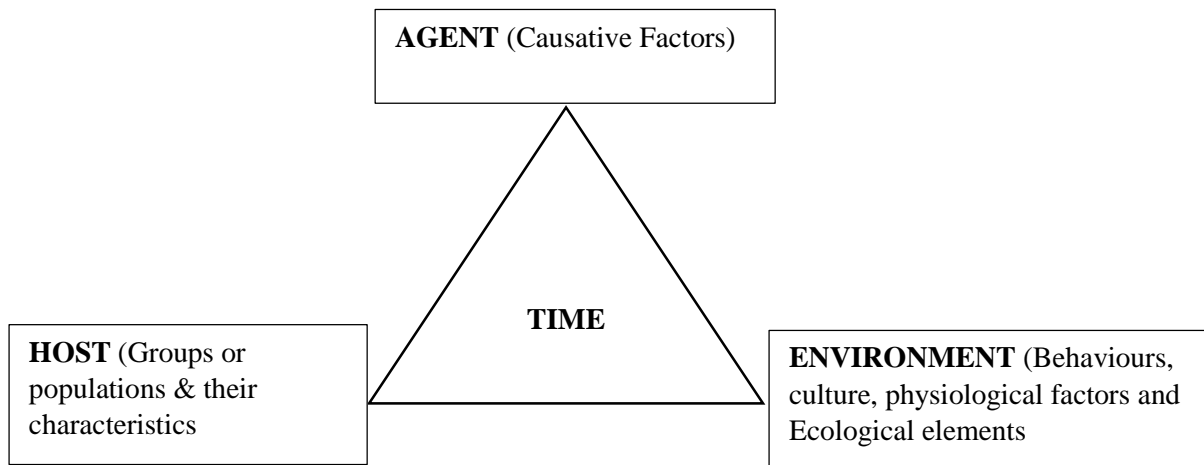 AGENT (Causative Factors)
TIME
HOST (Groups or
populations & their
characteristics
ENVIRONMENT (Behaviours,
culture, physiological factors and
Ecological elements